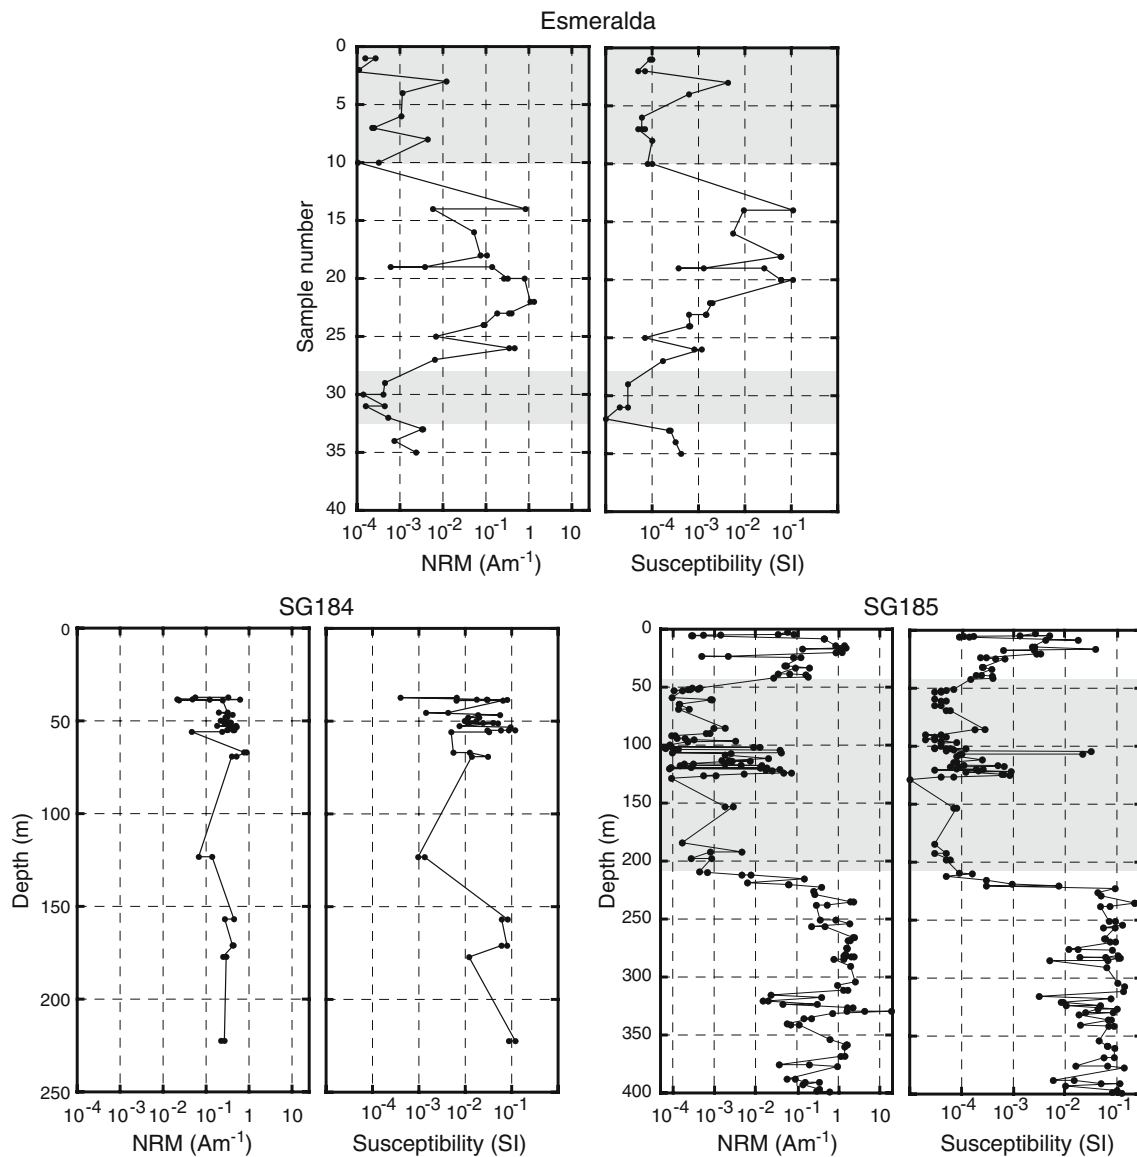 Esmeralda
0
5
10
15
20
25
30
35
40
Sample number
10⁻⁴ 10⁻³ 10⁻² 10⁻¹ 1 10
10⁻⁴ 10⁻³ 10⁻² 10⁻¹
NRM (Am⁻¹)
Susceptibility (SI)
SG184
0
50
100
150
200
250
Depth (m)
10⁻⁴ 10⁻³ 10⁻² 10⁻¹ 1 10
10⁻⁴ 10⁻³ 10⁻² 10⁻¹
NRM (Am⁻¹)
Susceptibility (SI)
SG185
0
50
100
150
200
250
300
350
400
Depth (m)
10⁻⁴ 10⁻³ 10⁻² 10⁻¹ 1 10
10⁻⁴ 10⁻³ 10⁻² 10⁻¹
NRM (Am⁻¹)
Susceptibility (SI)